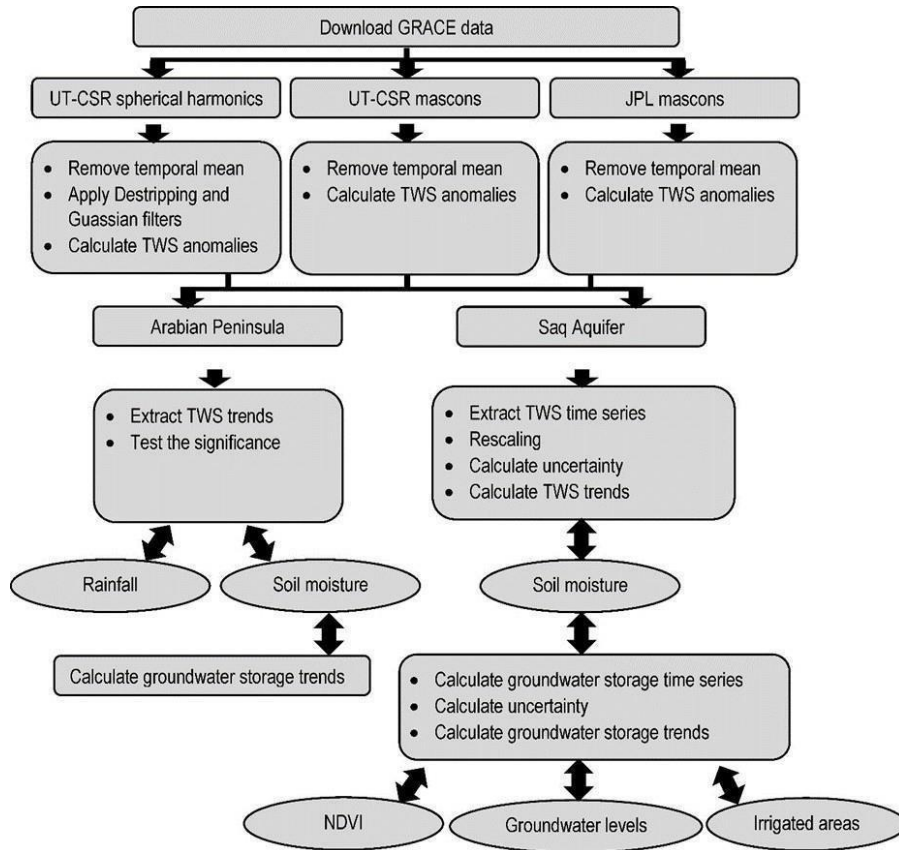 Download GRACE data
UT-CSR spherical harmonics
UT-CSR mascons
JPL mascons
• Remove temporal mean
• Apply Destripping and
Guassian filters
• Calculate TWS anomalies
• Remove temporal mean
• Calculate TWS anomalies
• Remove temporal mean
• Calculate TWS anomalies
Arabian Peninsula
Saq Aquifer
• Extract TWS trends
• Test the significance
• Extract TWS time series
• Rescaling
• Calculate uncertainty
• Calculate TWS trends
Rainfall
Soil moisture
Soil moisture
Calculate groundwater storage trends
• Calculate groundwater storage time series
• Calculate uncertainty
• Calculate groundwater storage trends
NDVI
Groundwater levels
Irrigated areas